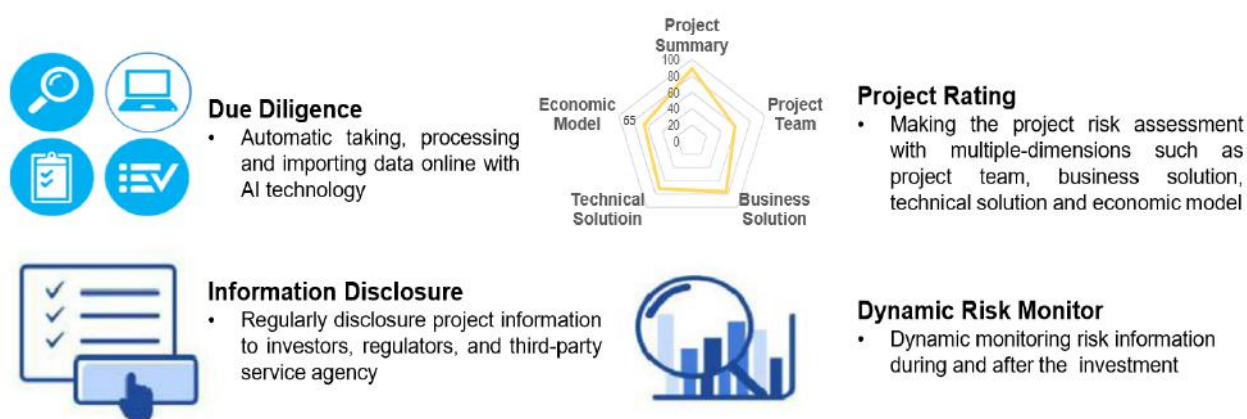 Due Diligence
• Automatic taking, processing
and importing data online with
AI technology
Project
Summary
100
80
60
40
20
0
Economic
Model
65
Project
Team
Technical
Solutioin
Business
Solution
Project Rating
• Making the project risk assessment
with multiple-dimensions such as
project team, business solution,
technical solution and economic model
Information Disclosure
• Regularly disclosure project information
to investors, regulators, and third-party
service agency
Dynamic Risk Monitor
• Dynamic monitoring risk information
during and after the investment